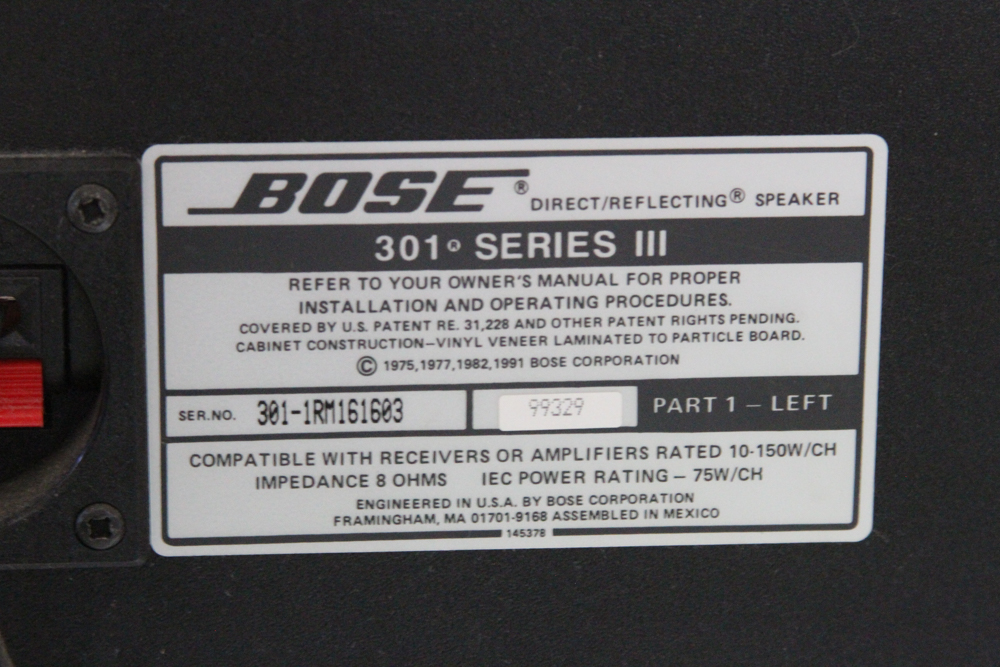 BOSE® DIRECT/REFLECTING® SPEAKER
301® SERIES III
REFER TO YOUR OWNER'S MANUAL FOR PROPER
INSTALLATION AND OPERATING PROCEDURES.
COVERED BY U.S. PATENT RE. 31,228 AND OTHER PATENT RIGHTS PENDING.
CABINET CONSTRUCTION–VINYL VENEER LAMINATED TO PARTICLE BOARD.
© 1975,1977,1982,1991 BOSE CORPORATION
SER.NO. 301-1RM161603 99329 PART 1 – LEFT
COMPATIBLE WITH RECEIVERS OR AMPLIFIERS RATED 10-150W/CH
IMPEDANCE 8 OHMS IEC POWER RATING – 75W/CH
ENGINEERED IN U.S.A. BY BOSE CORPORATION
FRAMINGHAM, MA 01701-9168 ASSEMBLED IN MEXICO
145378